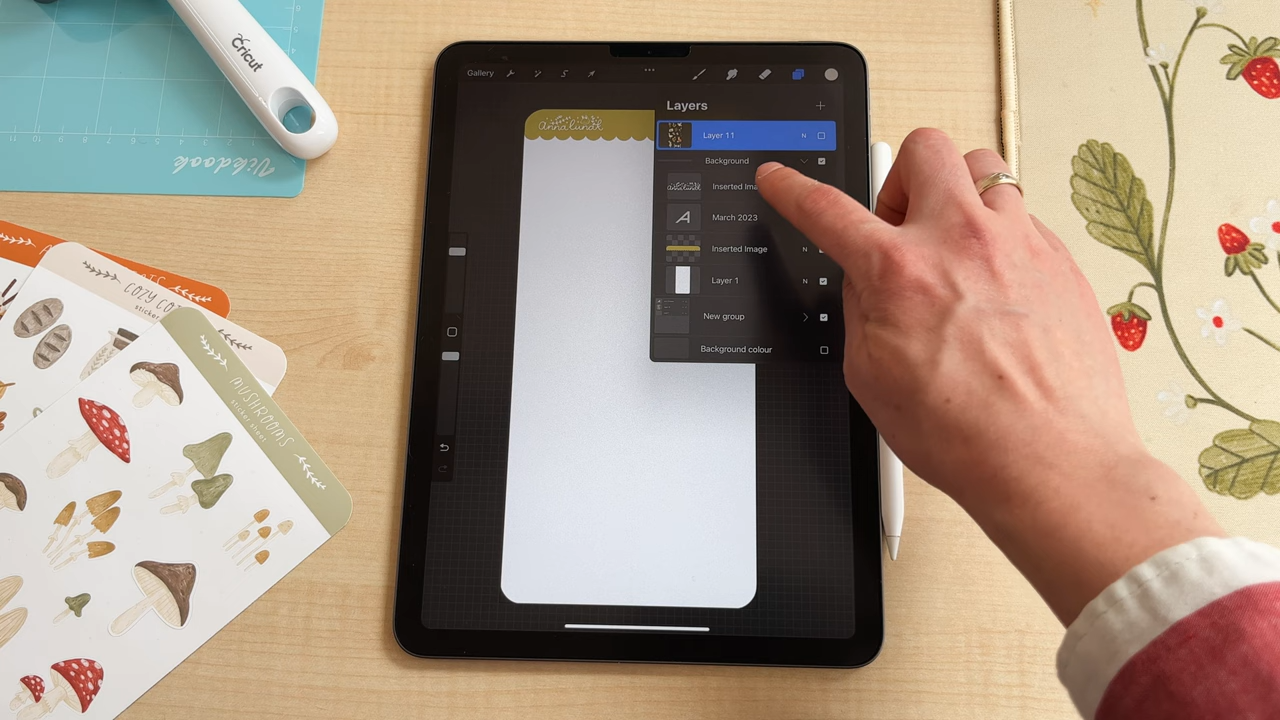 Cricut
Vikdook
COZY CO
sticker
MUSHROOMS
sticker sheet
Gallery
annalunda
Layers
Layer 11
N
Background
Inserted Ima
March 2023
Inserted Image
N
Layer 1
N
New group
Background colour